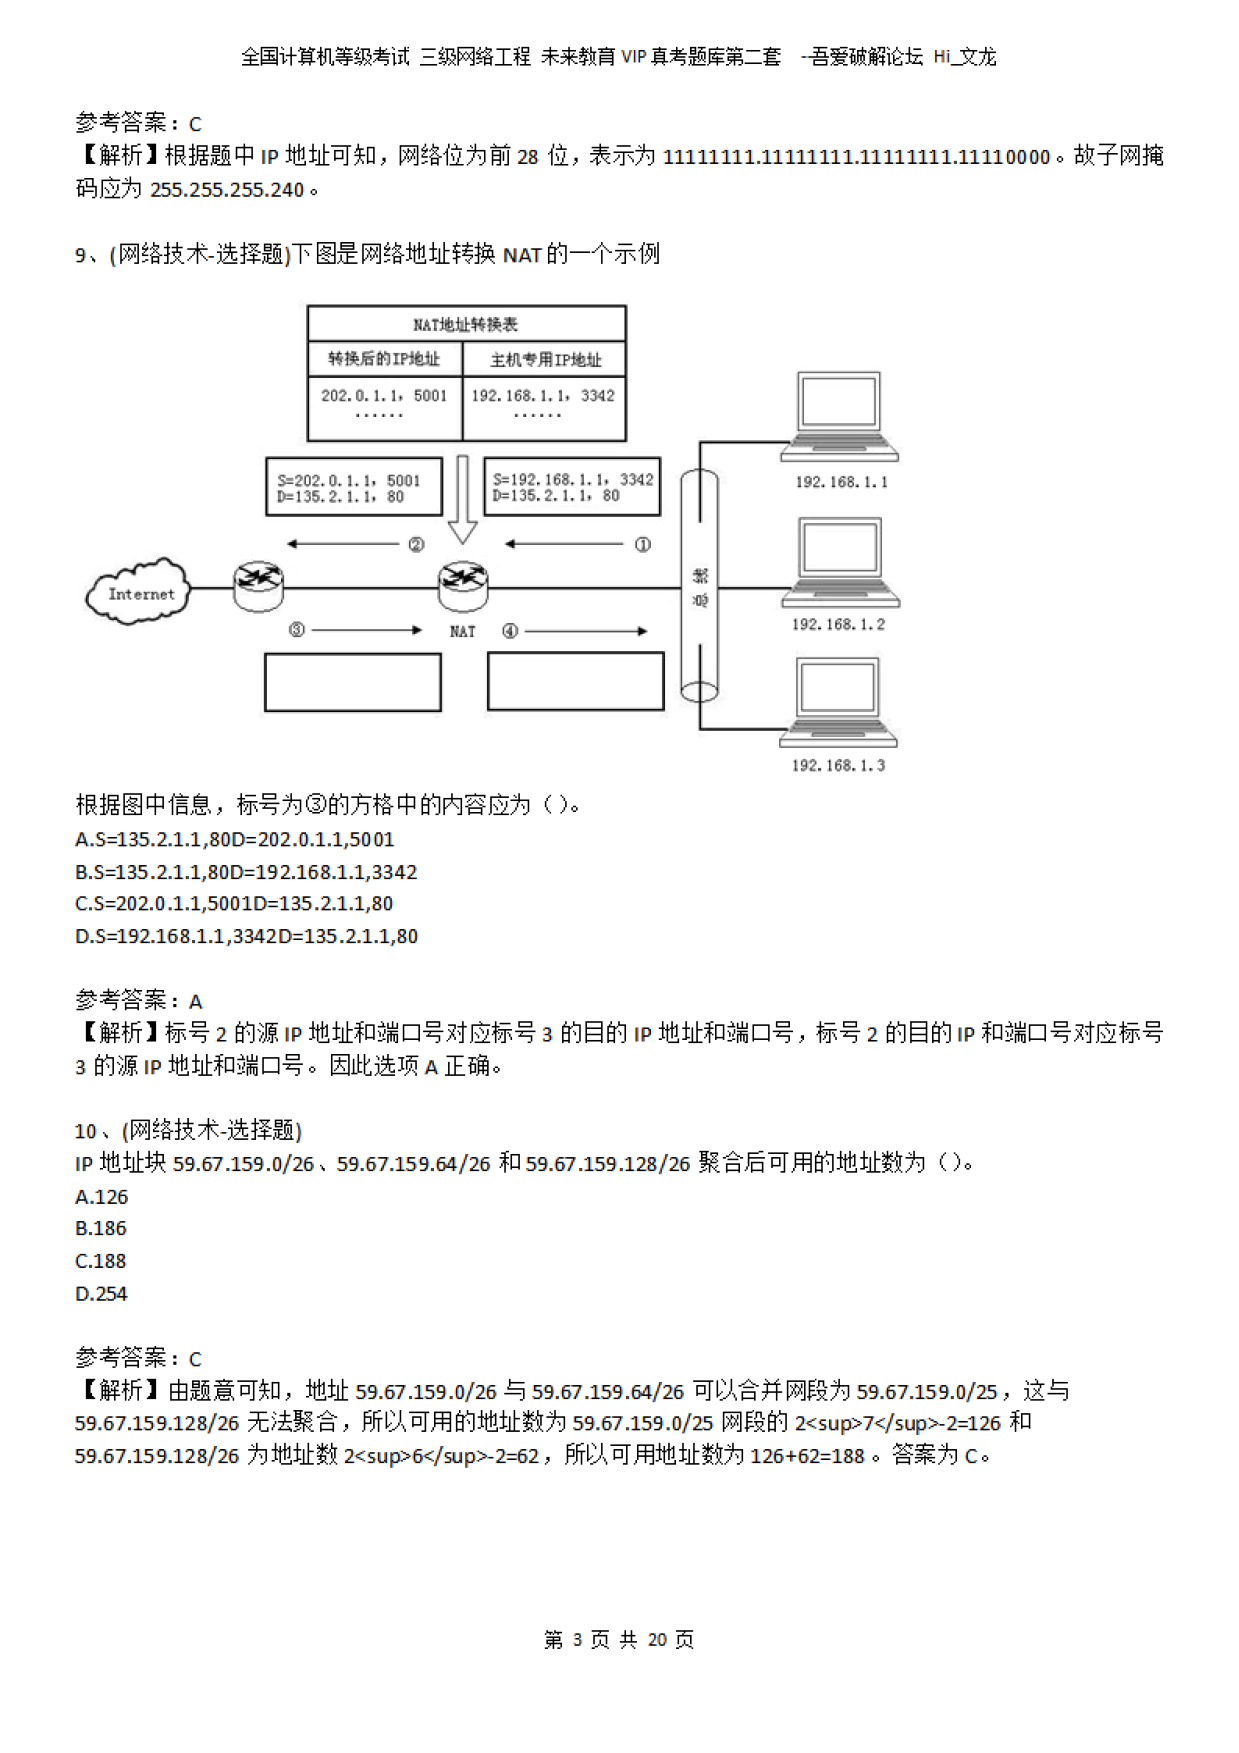 全国计算机等级考试 三级网络工程 未来教育 VIP 真考题库第二套 --吾爱破解论坛 Hi_文龙
参考答案：C
【解析】根据题中 IP 地址可知，网络位为前 28 位，表示为 11111111.11111111.11111111.11110000。故子网掩
码应为 255.255.255.240。
9、(网络技术-选择题)下图是网络地址转换 NAT 的一个示例
NAT地址转换表
转换后的IP地址 主机专用IP地址
202.0.1.1，5001 192.168.1.1，3342
...... ......
S=202.0.1.1，5001
D=135.2.1.1，80
S=192.168.1.1，3342
D=135.2.1.1，80
192.168.1.1
② ①
总线
Internet
192.168.1.2
③ NAT ④
192.168.1.3
根据图中信息，标号为③的方格中的内容应为（）。
A.S=135.2.1.1,80D=202.0.1.1,5001
B.S=135.2.1.1,80D=192.168.1.1,3342
C.S=202.0.1.1,5001D=135.2.1.1,80
D.S=192.168.1.1,3342D=135.2.1.1,80
参考答案：A
【解析】标号 2 的源 IP 地址和端口号对应标号 3 的目的 IP 地址和端口号，标号 2 的目的 IP 和端口号对应标号
3 的源 IP 地址和端口号。因此选项 A 正确。
10、(网络技术-选择题)
IP 地址块 59.67.159.0/26、59.67.159.64/26 和 59.67.159.128/26 聚合后可用的地址数为（）。
A.126
B.186
C.188
D.254
参考答案：C
【解析】由题意可知，地址 59.67.159.0/26 与 59.67.159.64/26 可以合并网段为 59.67.159.0/25，这与
59.67.159.128/26 无法聚合，所以可用的地址数为 59.67.159.0/25 网段的 2<sup>7</sup>-2=126 和
59.67.159.128/26 为地址数 2<sup>6</sup>-2=62，所以可用地址数为 126+62=188。答案为 C。
第 3 页 共 20 页